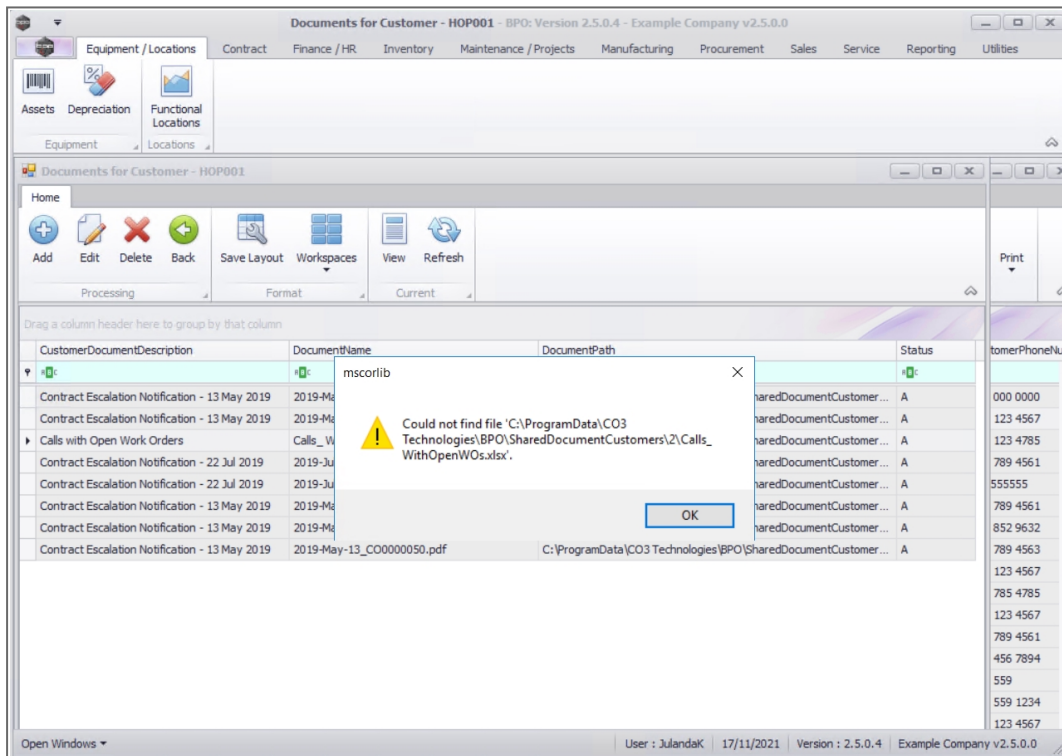 Documents for Customer - HOP001 - BPO: Version 2.5.0.4 - Example Company v2.5.0.0
Equipment / Locations Contract Finance / HR Inventory Maintenance / Projects Manufacturing Procurement Sales Service Reporting Utilities
Assets Depreciation Functional Locations
Equipment Locations
Documents for Customer - HOP001
Home
Add Edit Delete Back Save Layout Workspaces View Refresh Print
Processing Format Current
Drag a column header here to group by that column
CustomerDocumentDescription DocumentName DocumentPath Status tomerPhoneNu
mscorlib
Could not find file 'C:\ProgramData\CO3
Technologies\BPO\SharedDocumentCustomers\2\Calls_
WithOpenWOs.xlsx'.
OK
Contract Escalation Notification - 13 May 2019 2019-Ma haredDocumentCustomer... A 000 0000
Contract Escalation Notification - 13 May 2019 2019-Ma haredDocumentCustomer... A 123 4567
Calls with Open Work Orders Calls_ W haredDocumentCustomer... A 123 4785
Contract Escalation Notification - 22 Jul 2019 2019-Ju haredDocumentCustomer... A 789 4561
Contract Escalation Notification - 22 Jul 2019 2019-Ju haredDocumentCustomer... A 555555
Contract Escalation Notification - 13 May 2019 2019-Ma haredDocumentCustomer... A 789 4561
Contract Escalation Notification - 13 May 2019 2019-Ma haredDocumentCustomer... A 852 9632
Contract Escalation Notification - 13 May 2019 2019-May-13_CO0000050.pdf C:\ProgramData\CO3 Technologies\BPO\SharedDocumentCustomer... A 789 4563
123 4567
785 4785
123 4567
789 4561
456 7894
559
559 1234
123 4567
Open Windows User : JulandaK 17/11/2021 Version : 2.5.0.4 Example Company v2.5.0.0